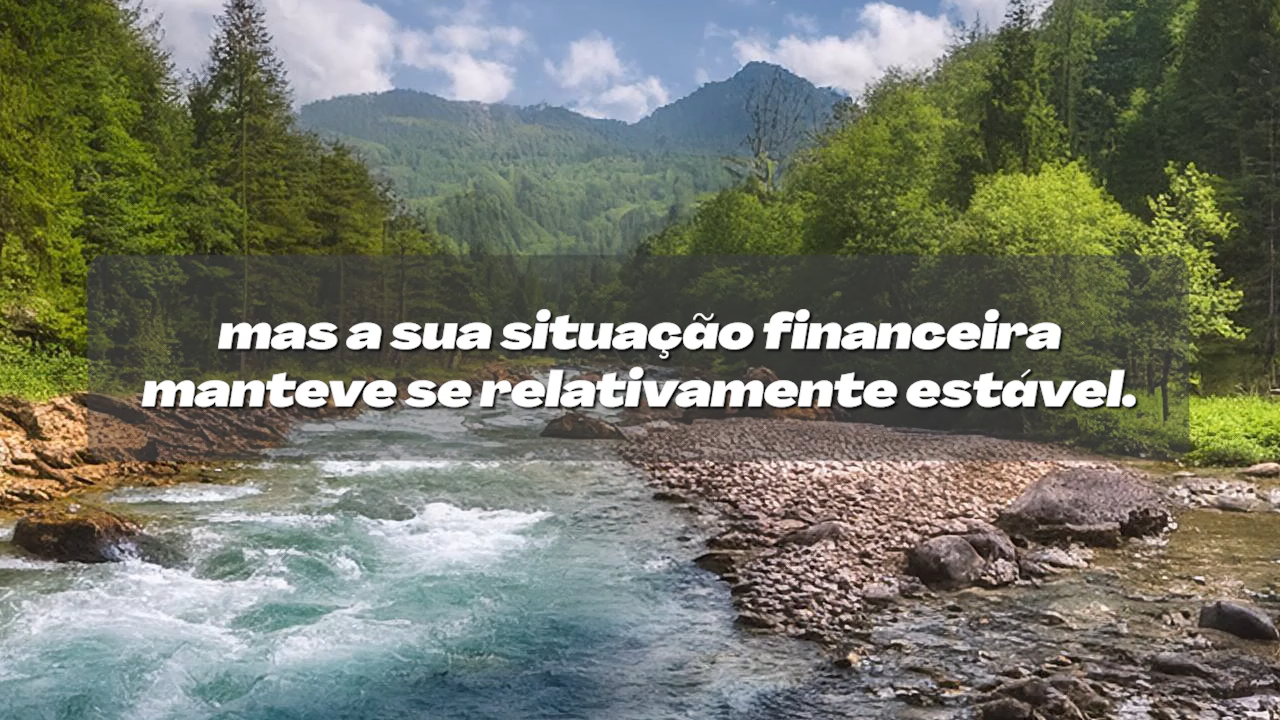 mas a sua situação financeira
manteve se relativamente estável.